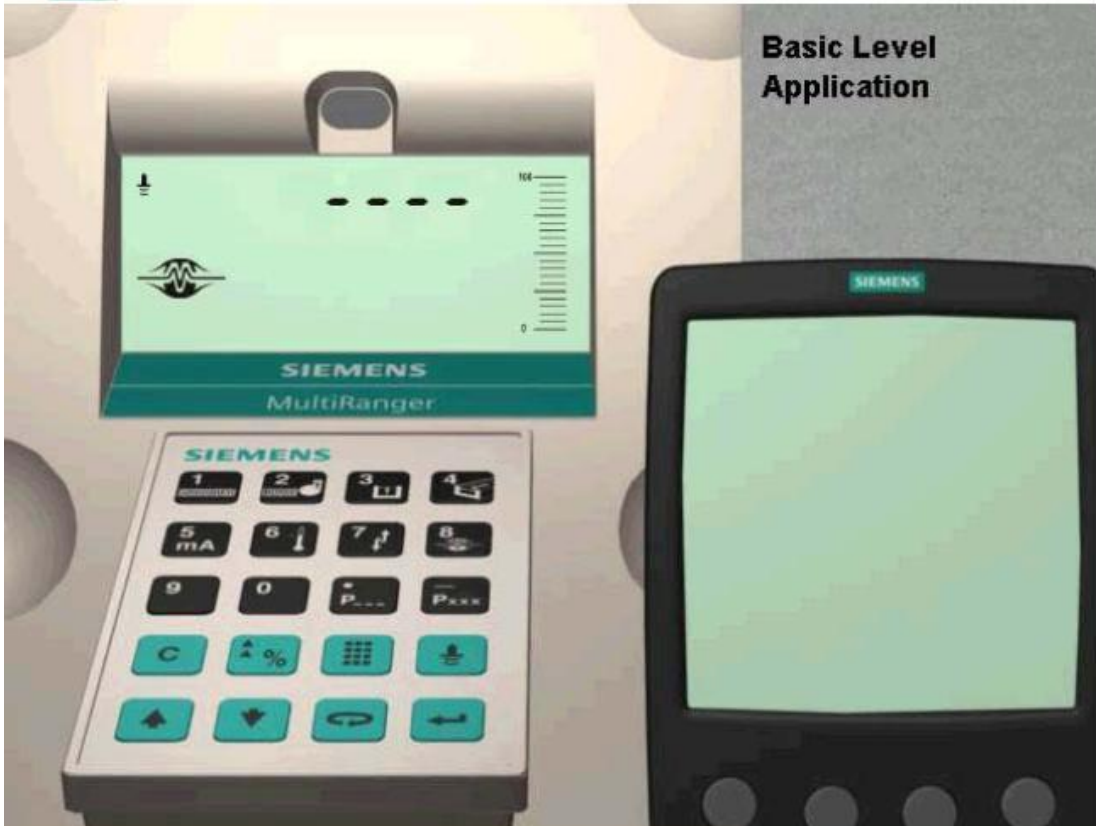 Basic Level
Application
- - - -
100
0
SIEMENS
MultiRanger
SIEMENS
SIEMENS
1 2 3 4
5 mA 6 7 8
9 0 • P--- — Pxxx
C %